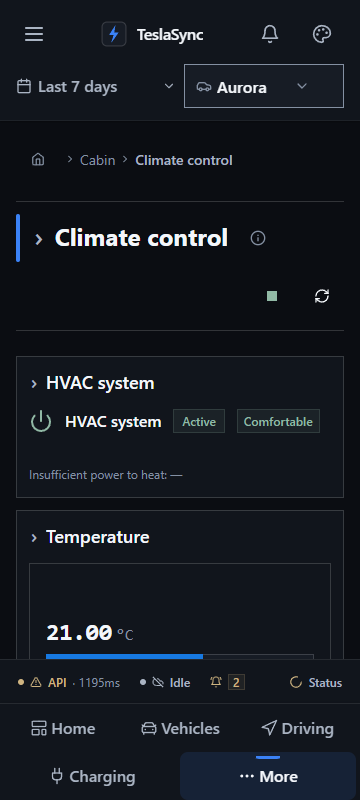 TeslaSync
Last 7 days
Aurora
Cabin
Climate control
Climate control
HVAC system
HVAC system
Active
Comfortable
Insufficient power to heat: —
Temperature
21.00 °C
API · 1195ms
Idle
2
Status
Home
Vehicles
Driving
Charging
More